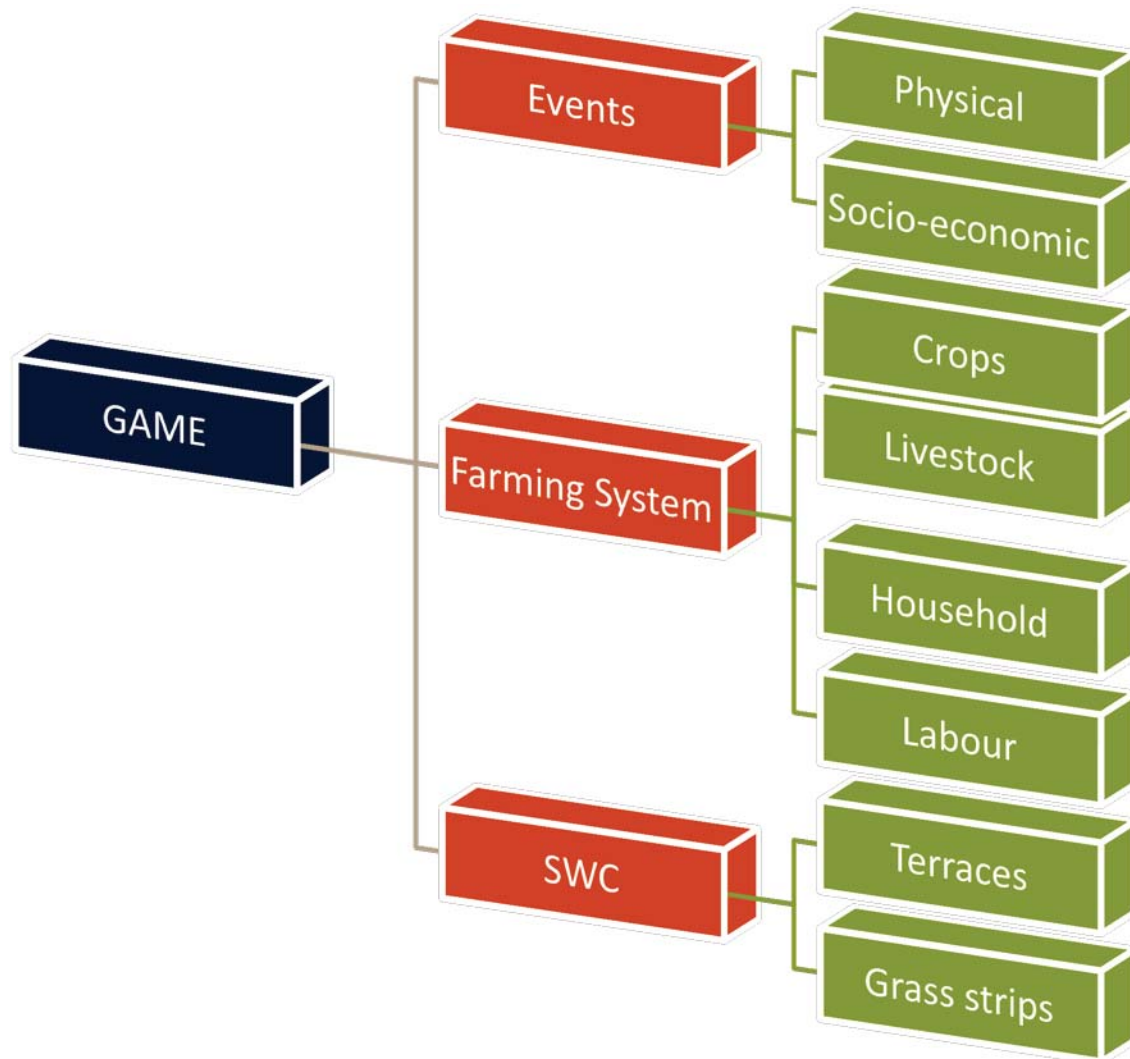 Events
Physical
Socio-economic
GAME
Farming System
Crops
Livestock
Household
Labour
SWC
Terraces
Grass strips